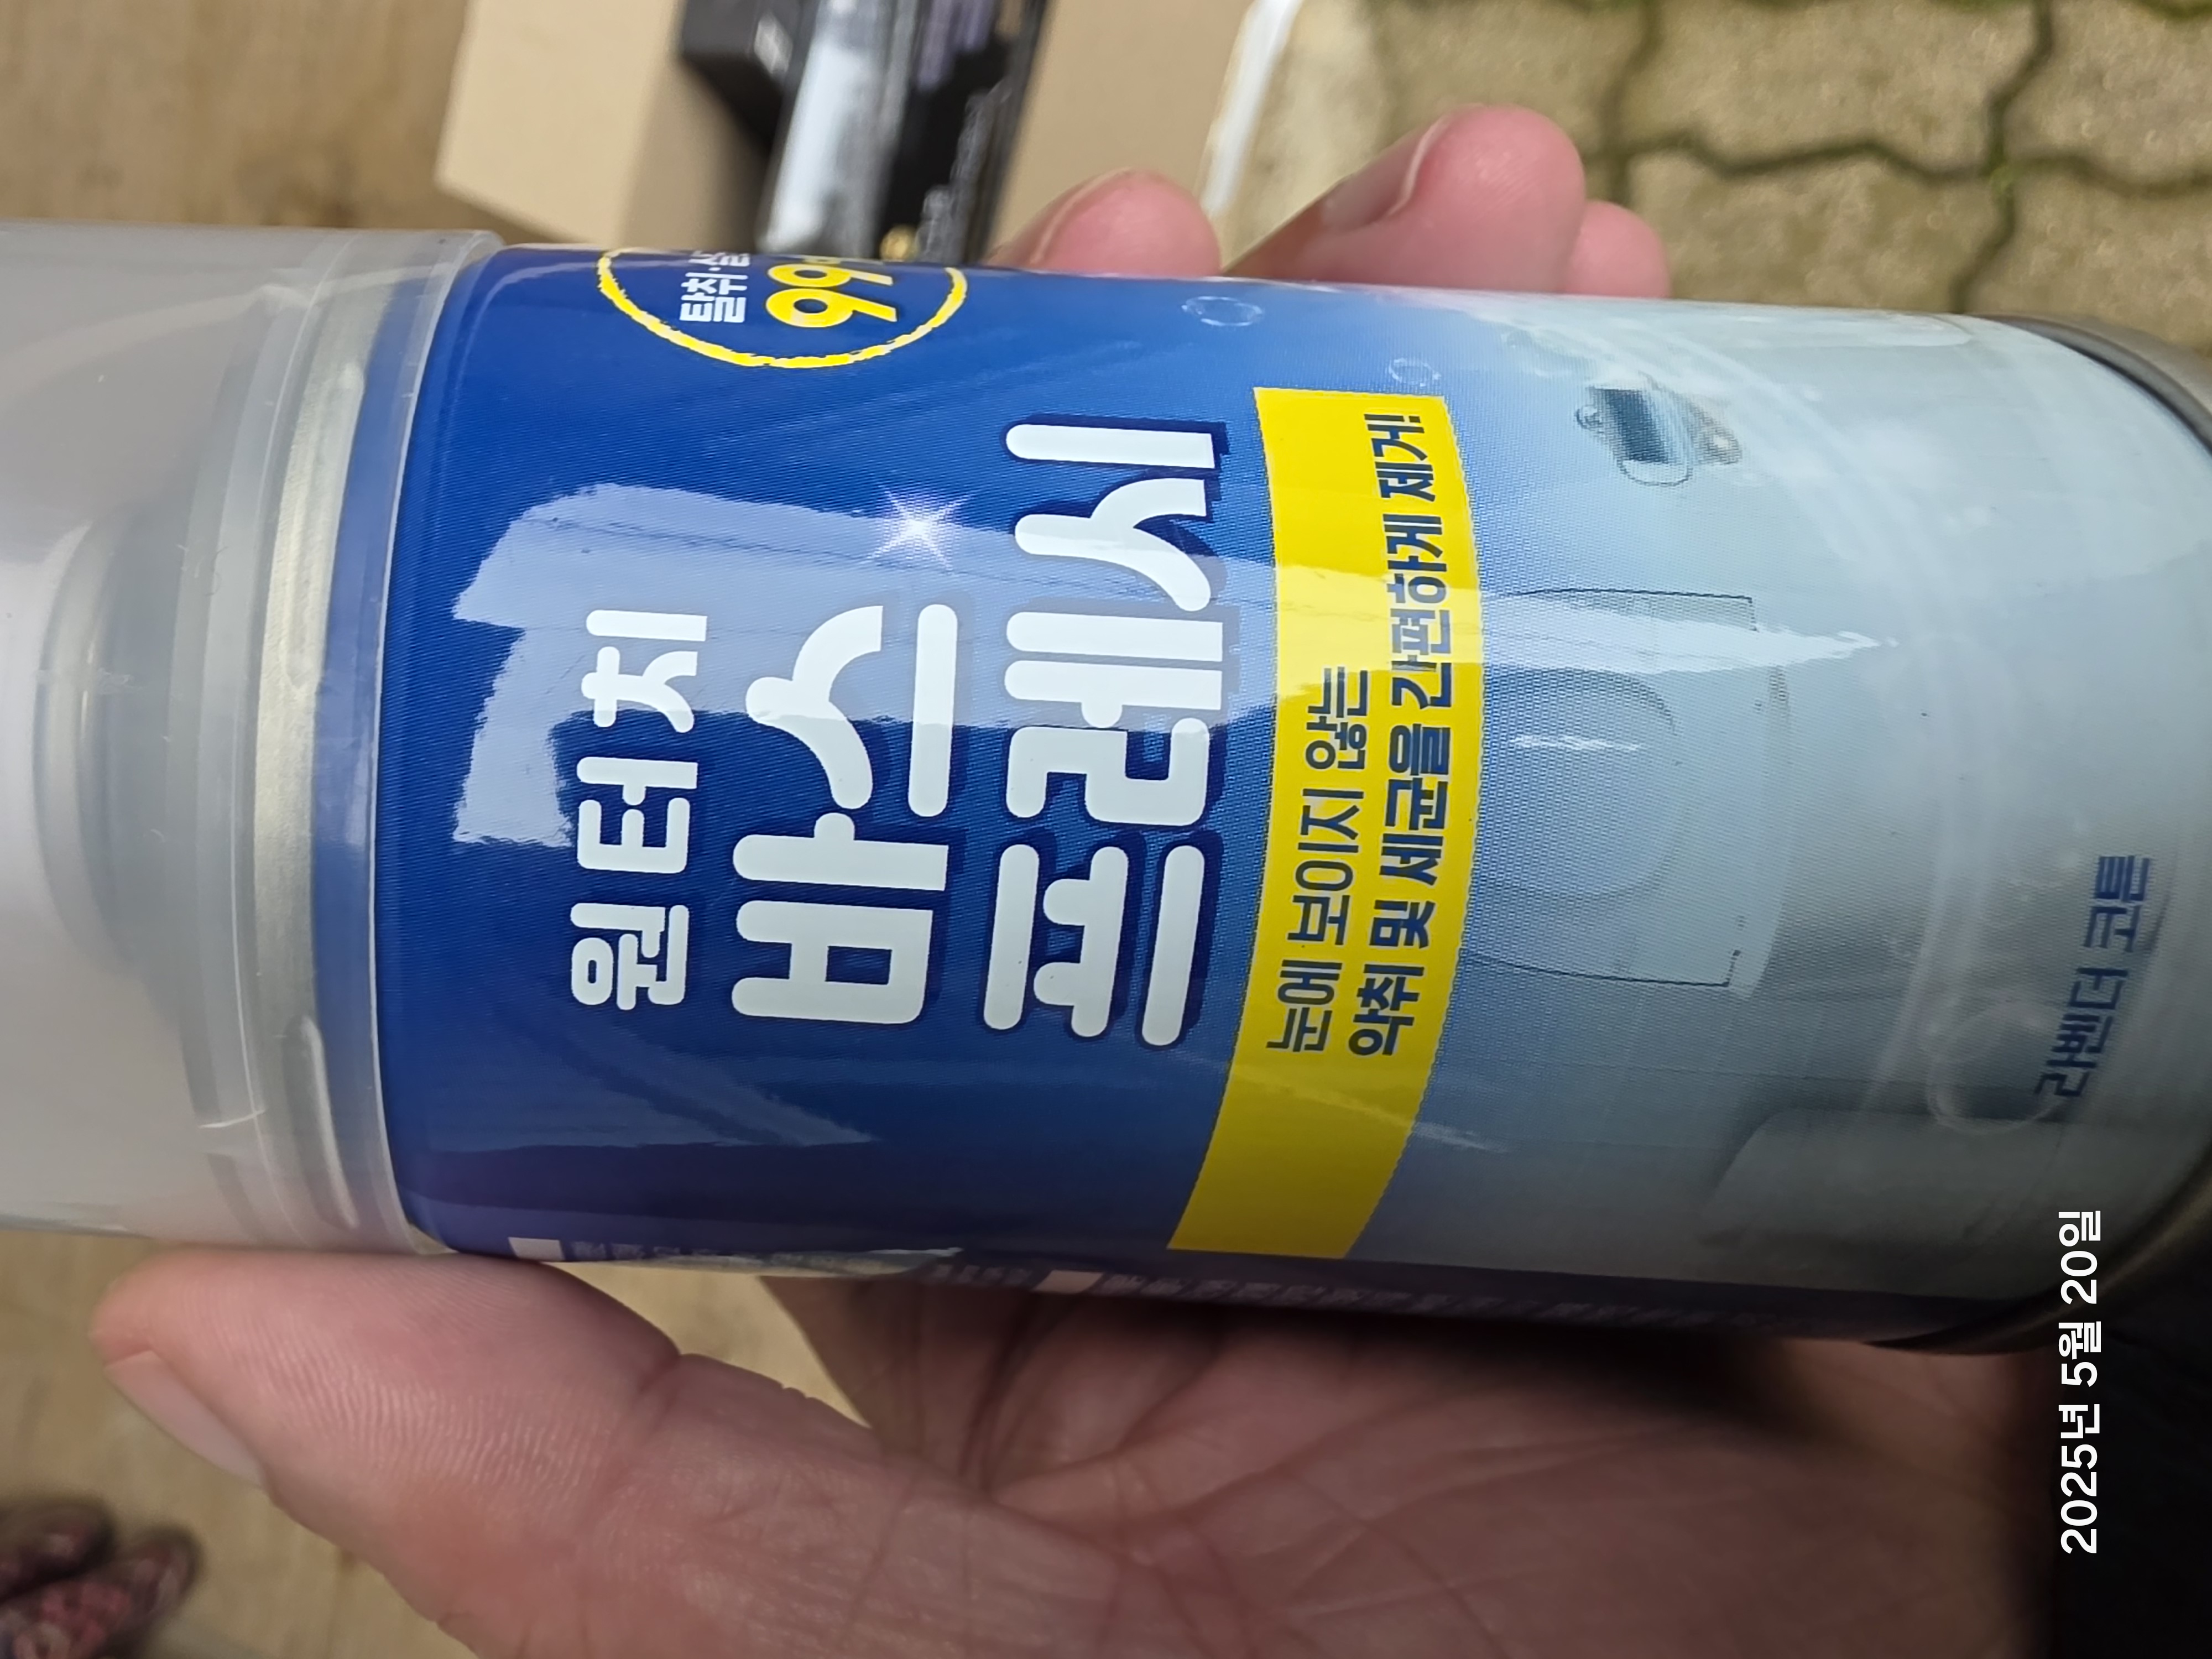 탈취·살
99%
원터치
바스
프레시
눈에 보이지 않는
악취 및 세균을 간편하게 제거!
라벤더 코튼
2025년 5월 20일